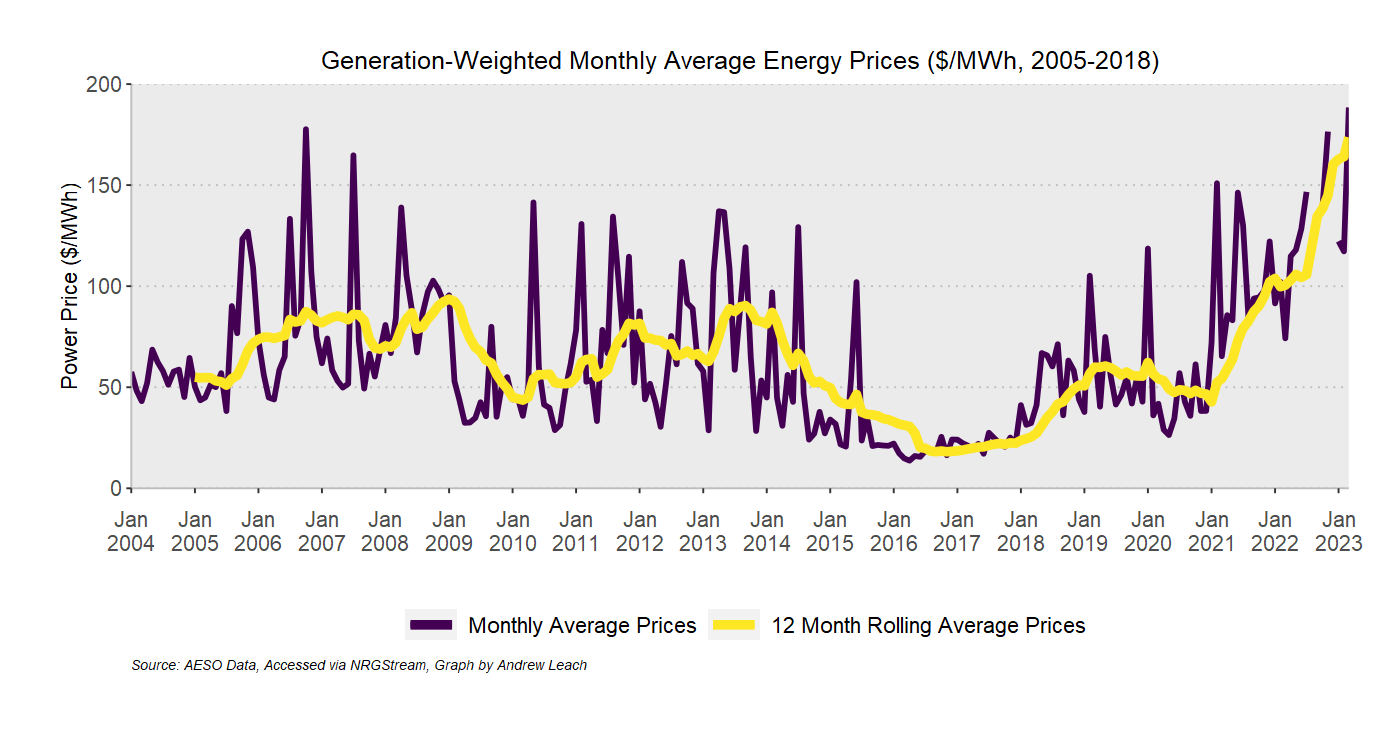 Generation-Weighted Monthly Average Energy Prices ($/MWh, 2005-2018)
Power Price ($/MWh)
200
150
100
50
0
Jan Jan Jan Jan Jan Jan Jan Jan Jan Jan Jan Jan Jan Jan Jan Jan Jan Jan Jan Jan
2004 2005 2006 2007 2008 2009 2010 2011 2012 2013 2014 2015 2016 2017 2018 2019 2020 2021 2022 2023
Monthly Average Prices 12 Month Rolling Average Prices
Source: AESO Data, Accessed via NRGStream, Graph by Andrew Leach